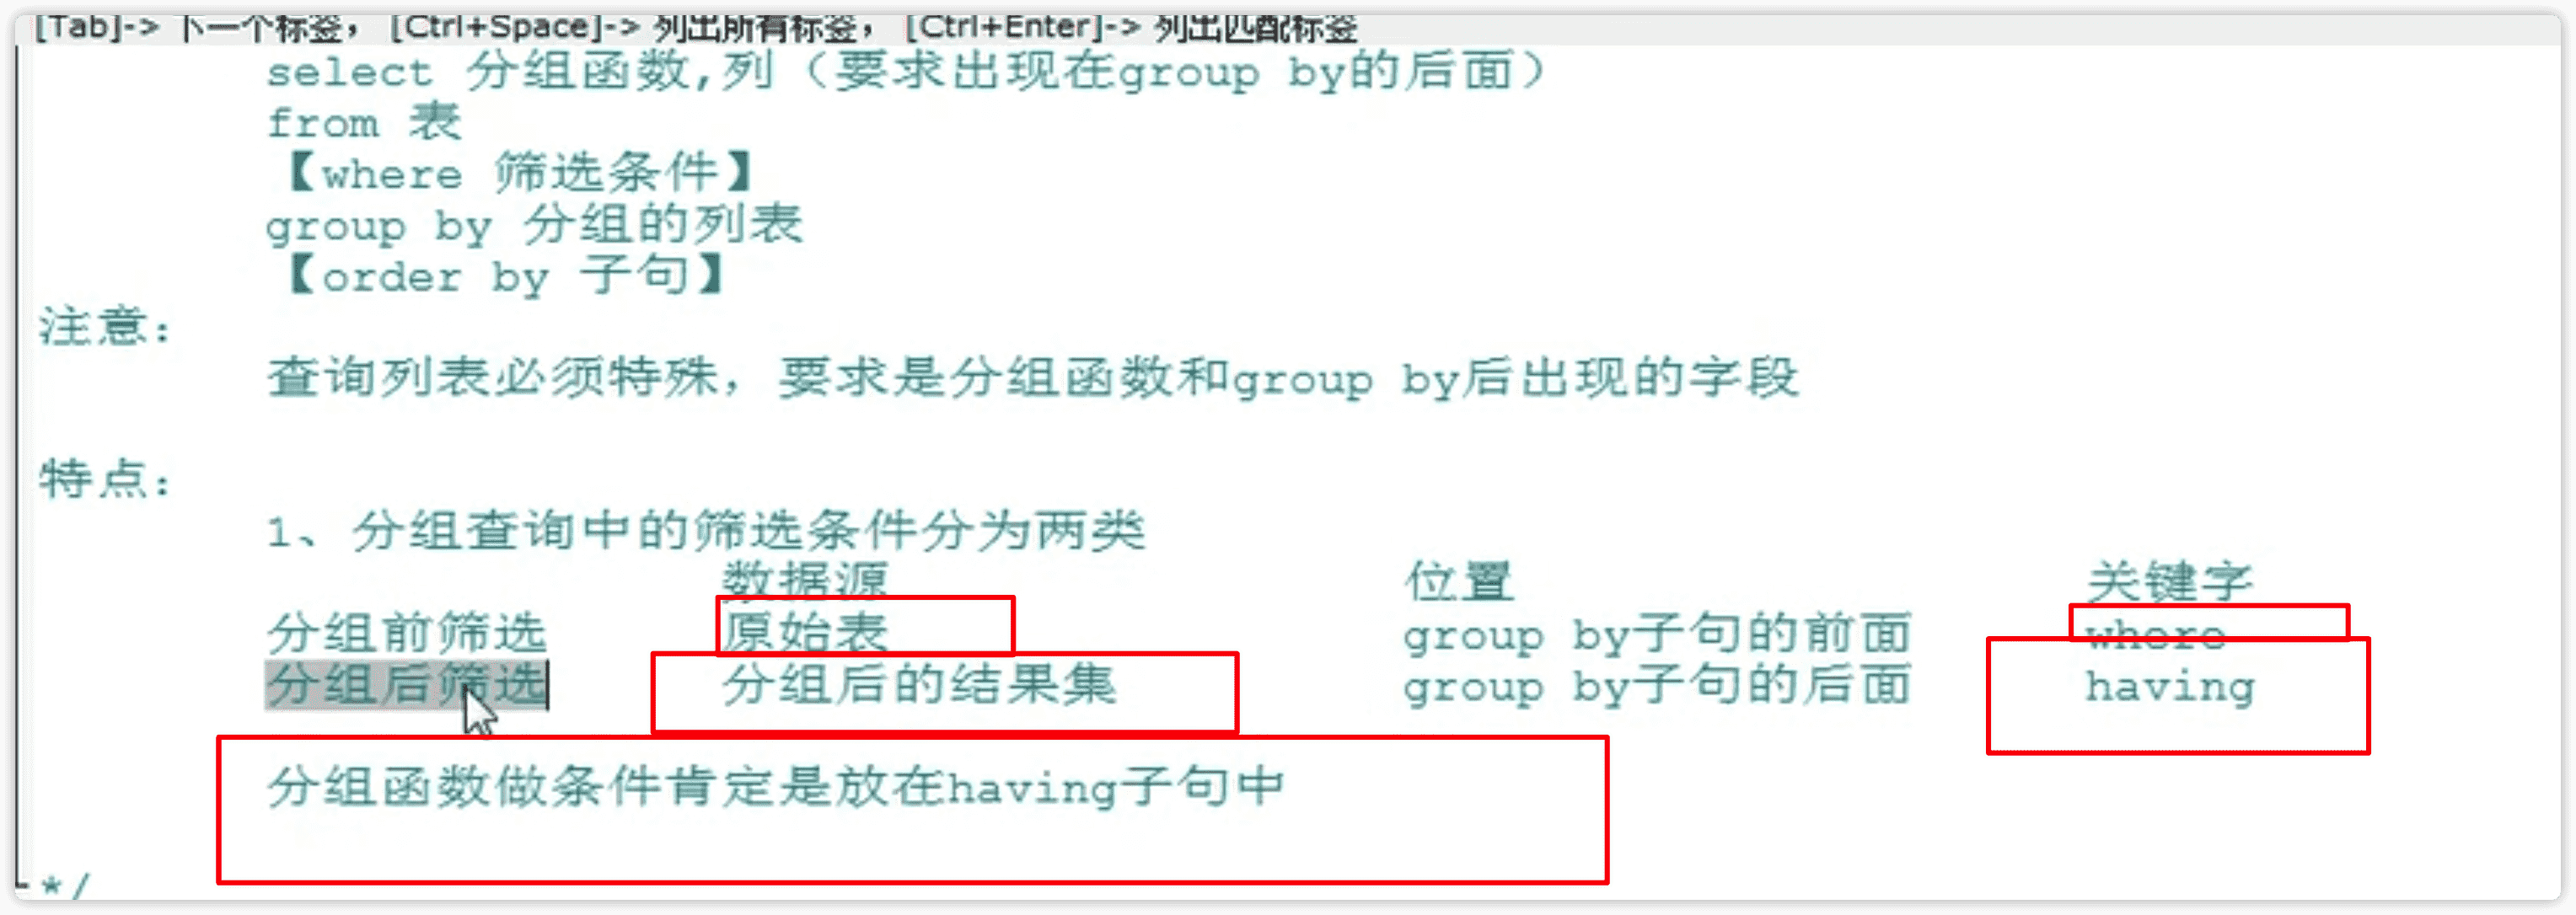 [Tab]-> 下一个标签， [Ctrl+Space]-> 列出所有标签， [Ctrl+Enter]-> 列出匹配标签
select 分组函数,列（要求出现在group by的后面）
from 表
【where 筛选条件】
group by 分组的列表
【order by 子句】
注意：
查询列表必须特殊，要求是分组函数和group by后出现的字段
特点：
1、分组查询中的筛选条件分为两类
数据源 位置 关键字
分组前筛选 原始表 group by子句的前面 where
分组后筛选 分组后的结果集 group by子句的后面 having
分组函数做条件肯定是放在having子句中
*/